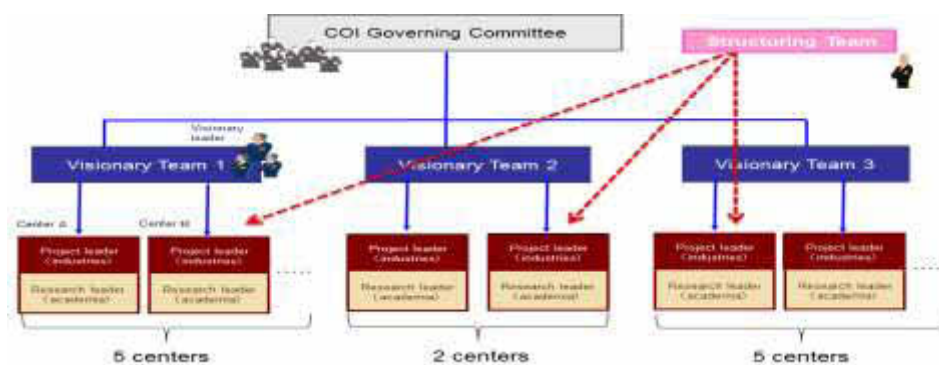 COI Governing Committee
Structuring Team
Visionary
leader
Visionary Team 1
Visionary Team 2
Visionary Team 3
Center A
Center B
Project leader
(industries)
Research leader
(academia)
Project leader
(industries)
Research leader
(academia)
Project leader
(industries)
Research leader
(academia)
Project leader
(industries)
Research leader
(academia)
Project leader
(industries)
Research leader
(academia)
Project leader
(industries)
Research leader
(academia)
5 centers
2 centers
5 centers